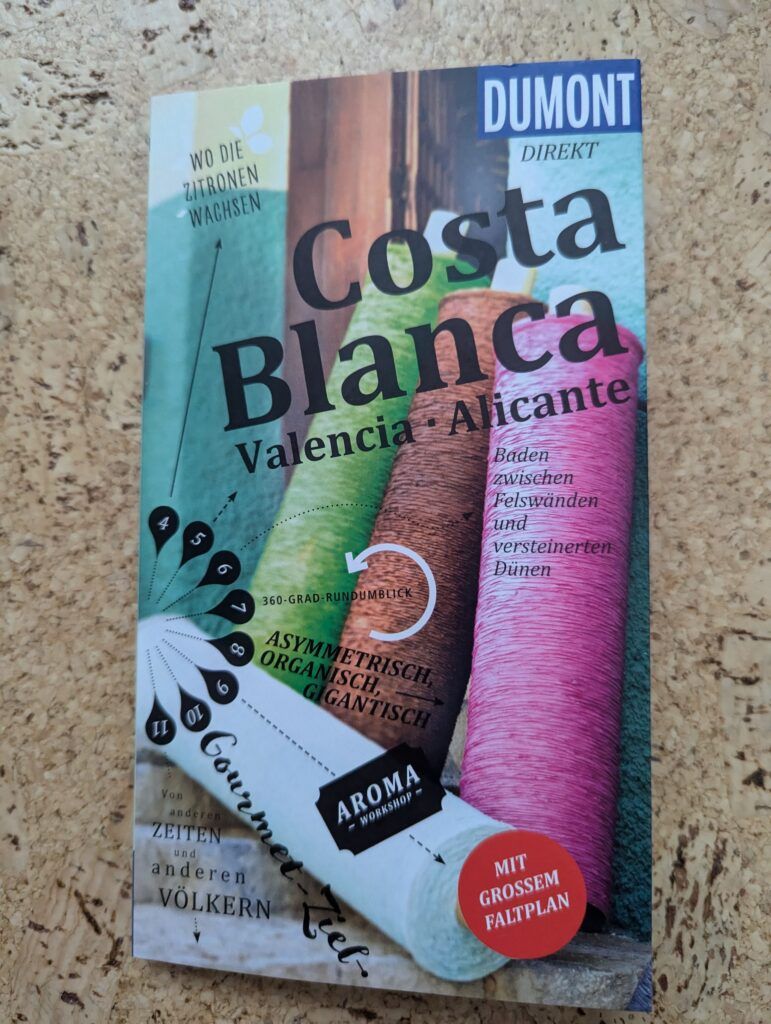 DUMONT
DIREKT
WO DIE
ZITRONEN
WACHSEN
Costa
Blanca
Valencia · Alicante
Baden
zwischen
Felswänden
und
versteinerten
Dünen
4
5
6
7
8
9
10
11
360-GRAD-RUNDUMBLICK
ASYMMETRISCH,
ORGANISCH,
GIGANTISCH
Gourmet-Ziel
AROMA
- WORKSHOP -
Von
anderen
ZEITEN
und
anderen
VÖLKERN
MIT
GROSSEM
FALTPLAN